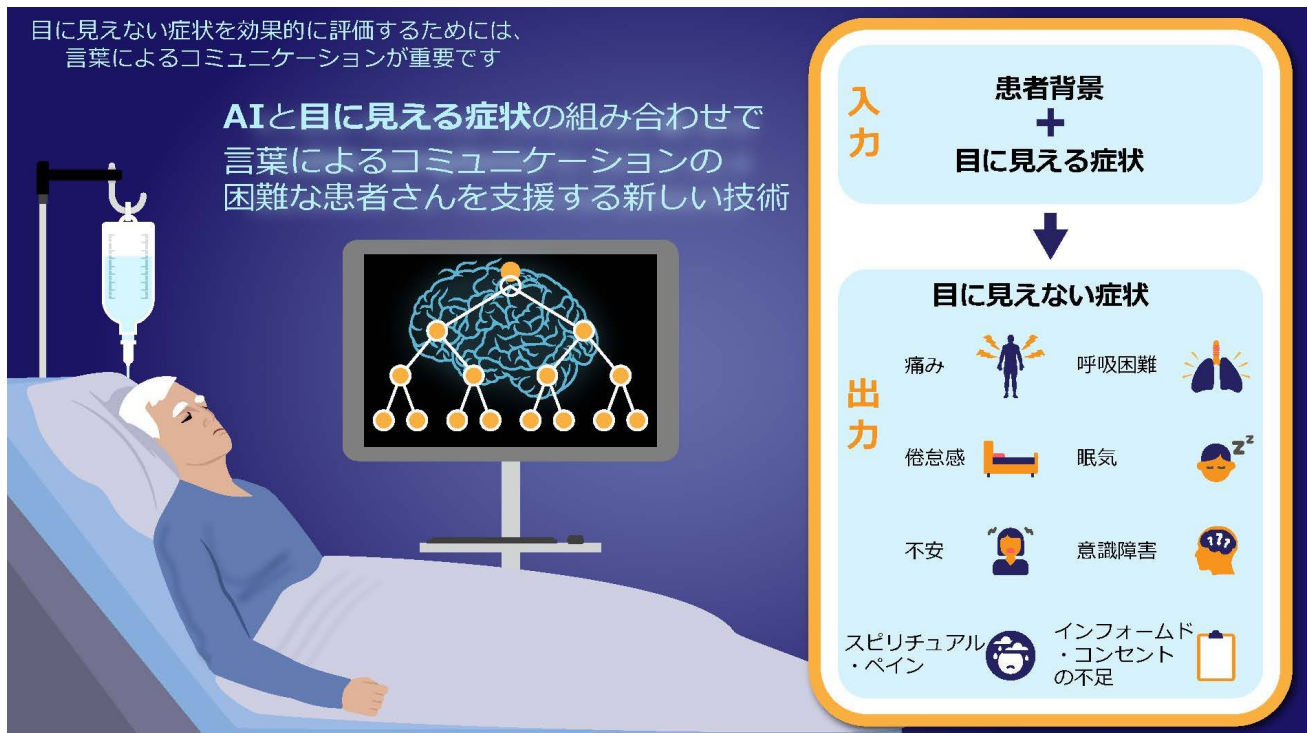 目に見えない症状を効果的に評価するためには、
言葉によるコミュニケーションが重要です
AIと目に見える症状の組み合わせで
言葉によるコミュニケーションの
困難な患者さんを支援する新しい技術
入力
患者背景
+
目に見える症状
出力
目に見えない症状
痛み
呼吸困難
倦怠感
眠気
zzz
不安
意識障害
???
スピリチュアル
・ペイン
インフォームド
・コンセント
の不足